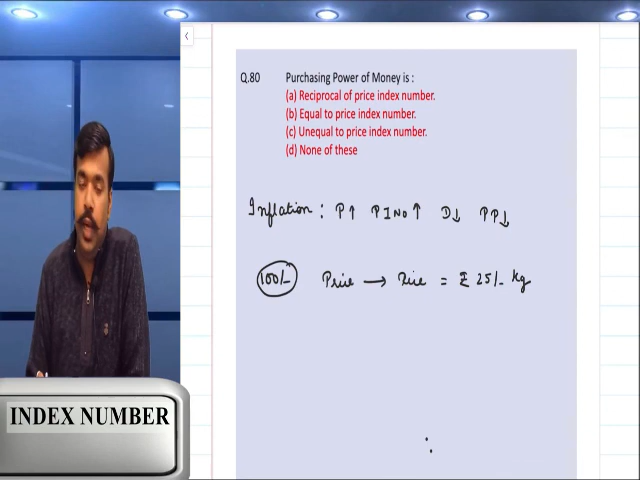 Q.80 Purchasing Power of Money is :
(a) Reciprocal of price index number.
(b) Equal to price index number.
(c) Unequal to price index number.
(d) None of these
Inflation : P↑ P I No ↑ D↓ PP↓
100/- Price → Rice = ₹ 25/- kg
INDEX NUMBER